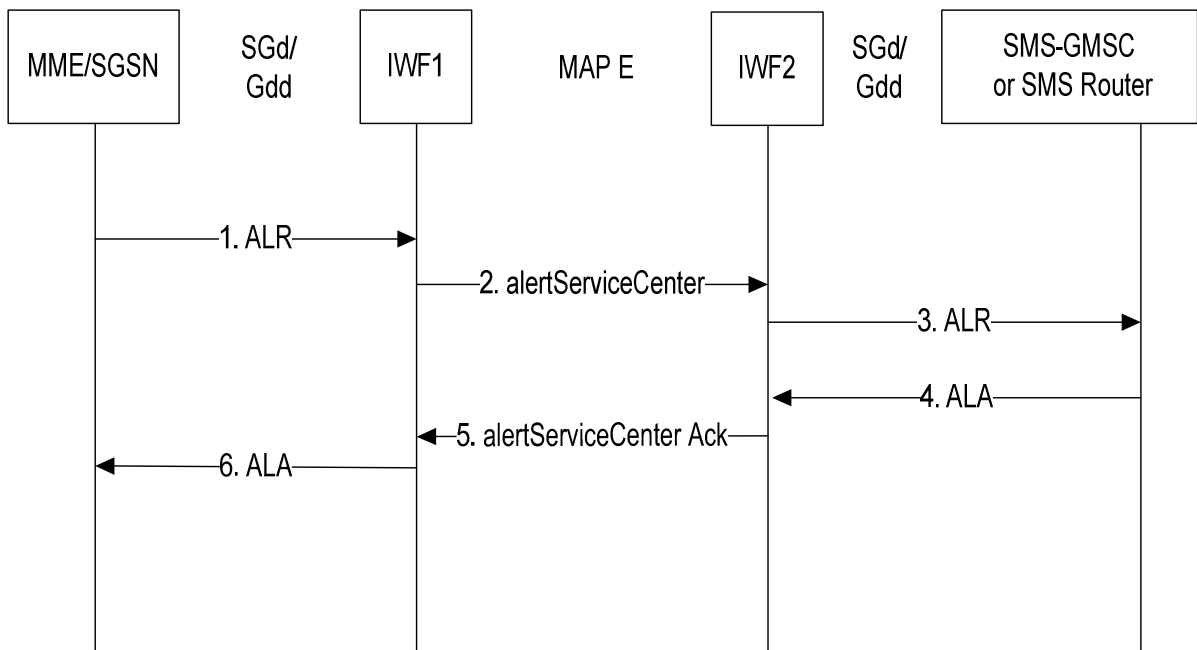 MME/SGSN
SGd/
Gdd
IWF1
MAP E
IWF2
SGd/
Gdd
SMS-GMSC
or SMS Router
1. ALR
2. alertServiceCenter
3. ALR
4. ALA
5. alertServiceCenter Ack
6. ALA